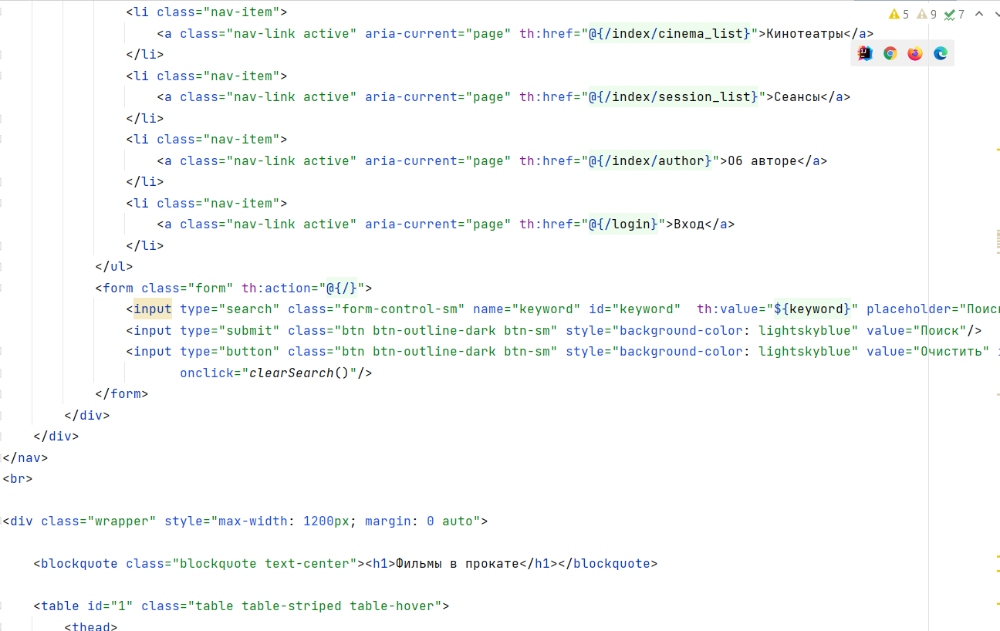 <li class="nav-item">
5 9 7
<a class="nav-link active" aria-current="page" th:href="@{/index/cinema_list}">Кинотеатры</a>
</li>
<li class="nav-item">
<a class="nav-link active" aria-current="page" th:href="@{/index/session_list}">Сеансы</a>
</li>
<li class="nav-item">
<a class="nav-link active" aria-current="page" th:href="@{/index/author}">Об авторе</a>
</li>
<li class="nav-item">
<a class="nav-link active" aria-current="page" th:href="@{/login}">Вход</a>
</li>
</ul>
<form class="form" th:action="@{/}">
<input type="search" class="form-control-sm" name="keyword" id="keyword"  th:value="${keyword}" placeholder="Поис
<input type="submit" class="btn btn-outline-dark btn-sm" style="background-color: lightskyblue" value="Поиск"/>
<input type="button" class="btn btn-outline-dark btn-sm" style="background-color: lightskyblue" value="Очистить"
onclick="clearSearch()"/>
</form>
</div>
</div>
</nav>
<br>
<div class="wrapper" style="max-width: 1200px; margin: 0 auto">
<blockquote class="blockquote text-center"><h1>Фильмы в прокате</h1></blockquote>
<table id="1" class="table table-striped table-hover">
<thead>